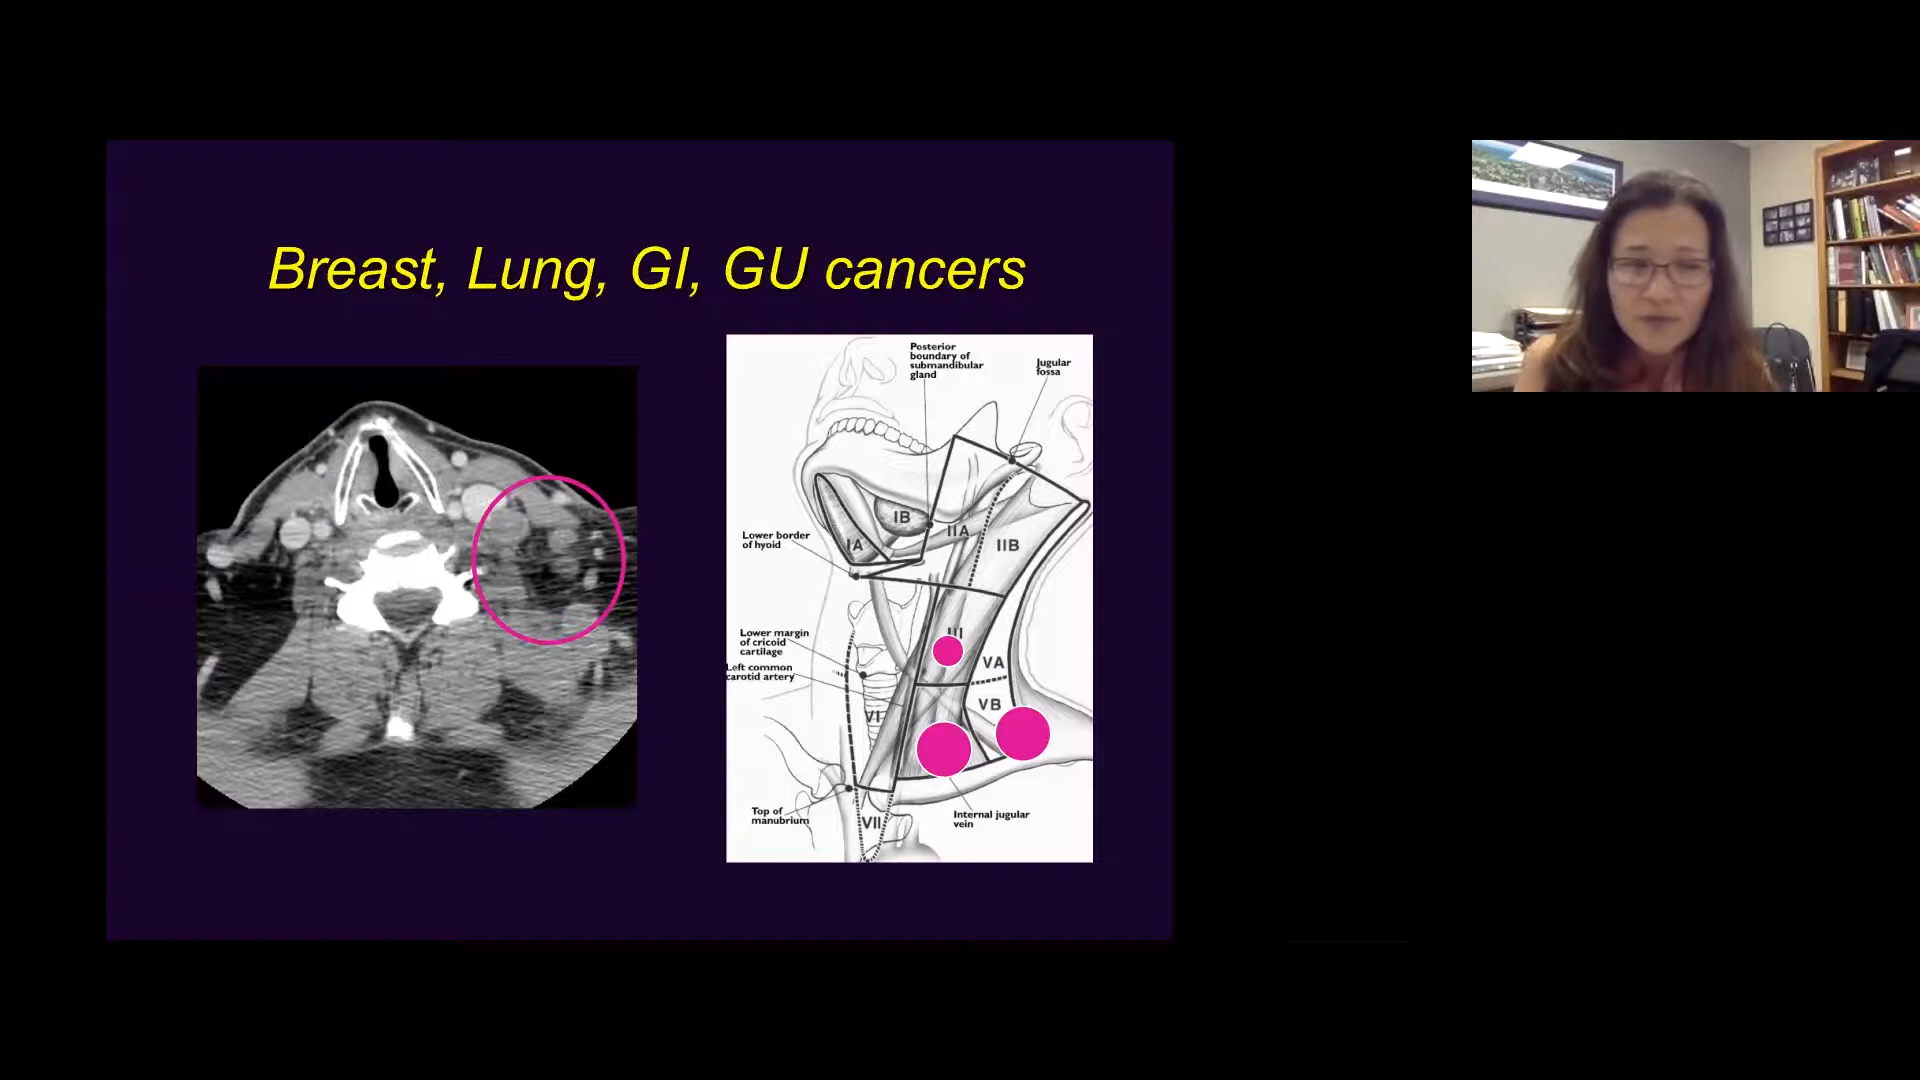 Breast, Lung, GI, GU cancers
Posterior
boundary of
submandibular
gland
Jugular
fossa
IB
IA
IIA
IIB
Lower border
of hyoid
III
Lower margin
of cricoid
cartilage
Left common
carotid artery
VA
VB
VI
Top of
manubrium
Internal jugular
vein
VII